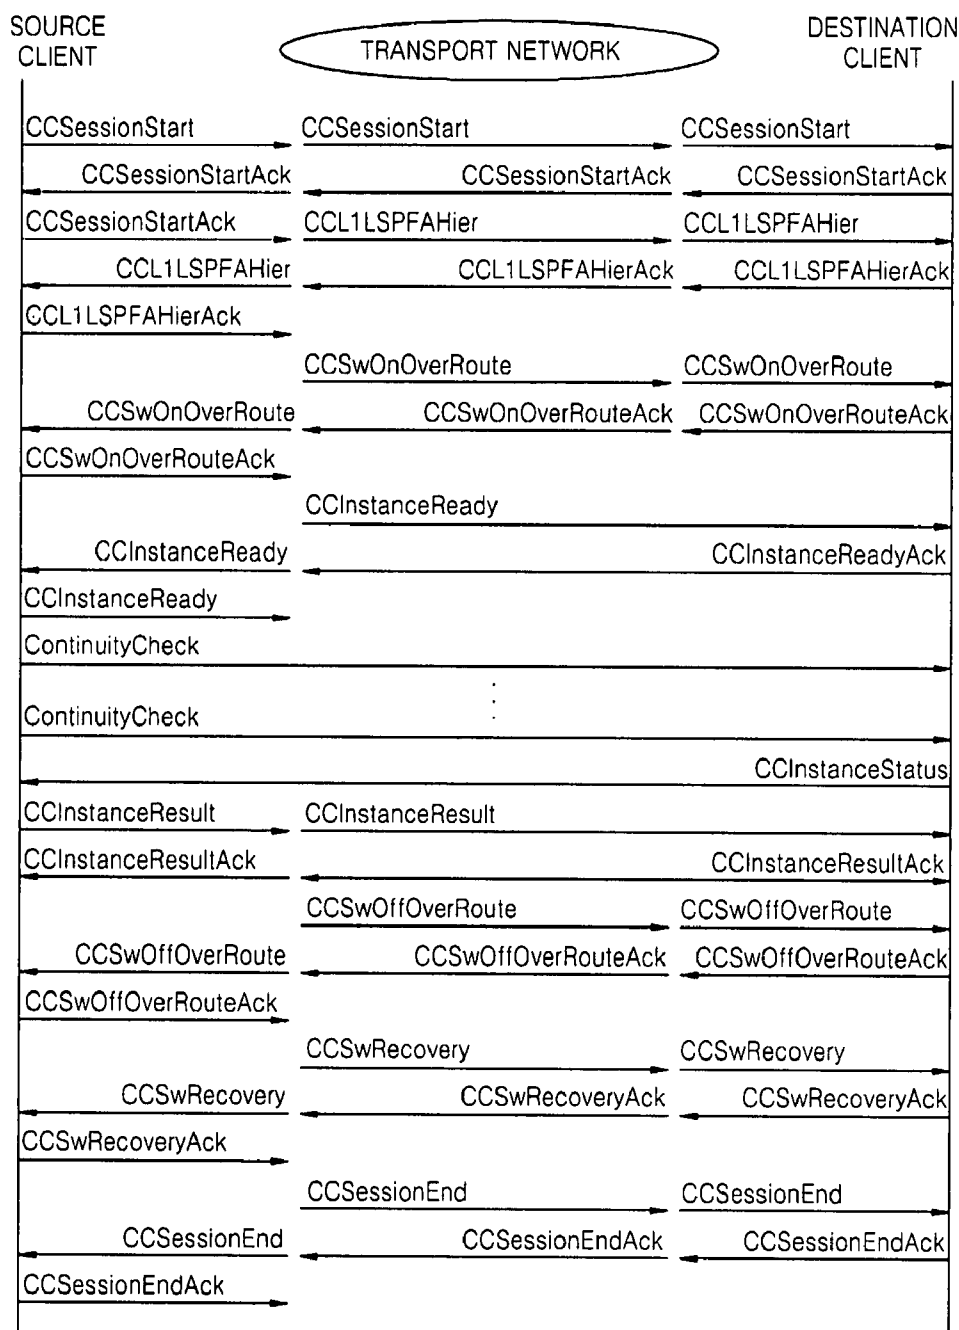 SOURCE CLIENT
TRANSPORT NETWORK
DESTINATION CLIENT
CCSessionStart CCSessionStart CCSessionStart
CCSessionStartAck CCSessionStartAck CCSessionStartAck
CCSessionStartAck CCL1LSPFAHier CCL1LSPFAHier
CCL1LSPFAHier CCL1LSPFAHierAck CCL1LSPFAHierAck
CCL1LSPFAHierAck
CCSwOnOverRoute CCSwOnOverRoute
CCSwOnOverRoute CCSwOnOverRouteAck CCSwOnOverRouteAck
CCSwOnOverRouteAck
CCInstanceReady
CCInstanceReady CCInstanceReadyAck
CCInstanceReady
ContinuityCheck
ContinuityCheck
CCInstanceStatus
CCInstanceResult CCInstanceResult
CCInstanceResultAck CCInstanceResultAck
CCSwOffOverRoute CCSwOffOverRoute
CCSwOffOverRoute CCSwOffOverRouteAck CCSwOffOverRouteAck
CCSwOffOverRouteAck
CCSwRecovery CCSwRecovery
CCSwRecovery CCSwRecoveryAck CCSwRecoveryAck
CCSwRecoveryAck
CCSessionEnd CCSessionEnd
CCSessionEnd CCSessionEndAck CCSessionEndAck
CCSessionEndAck